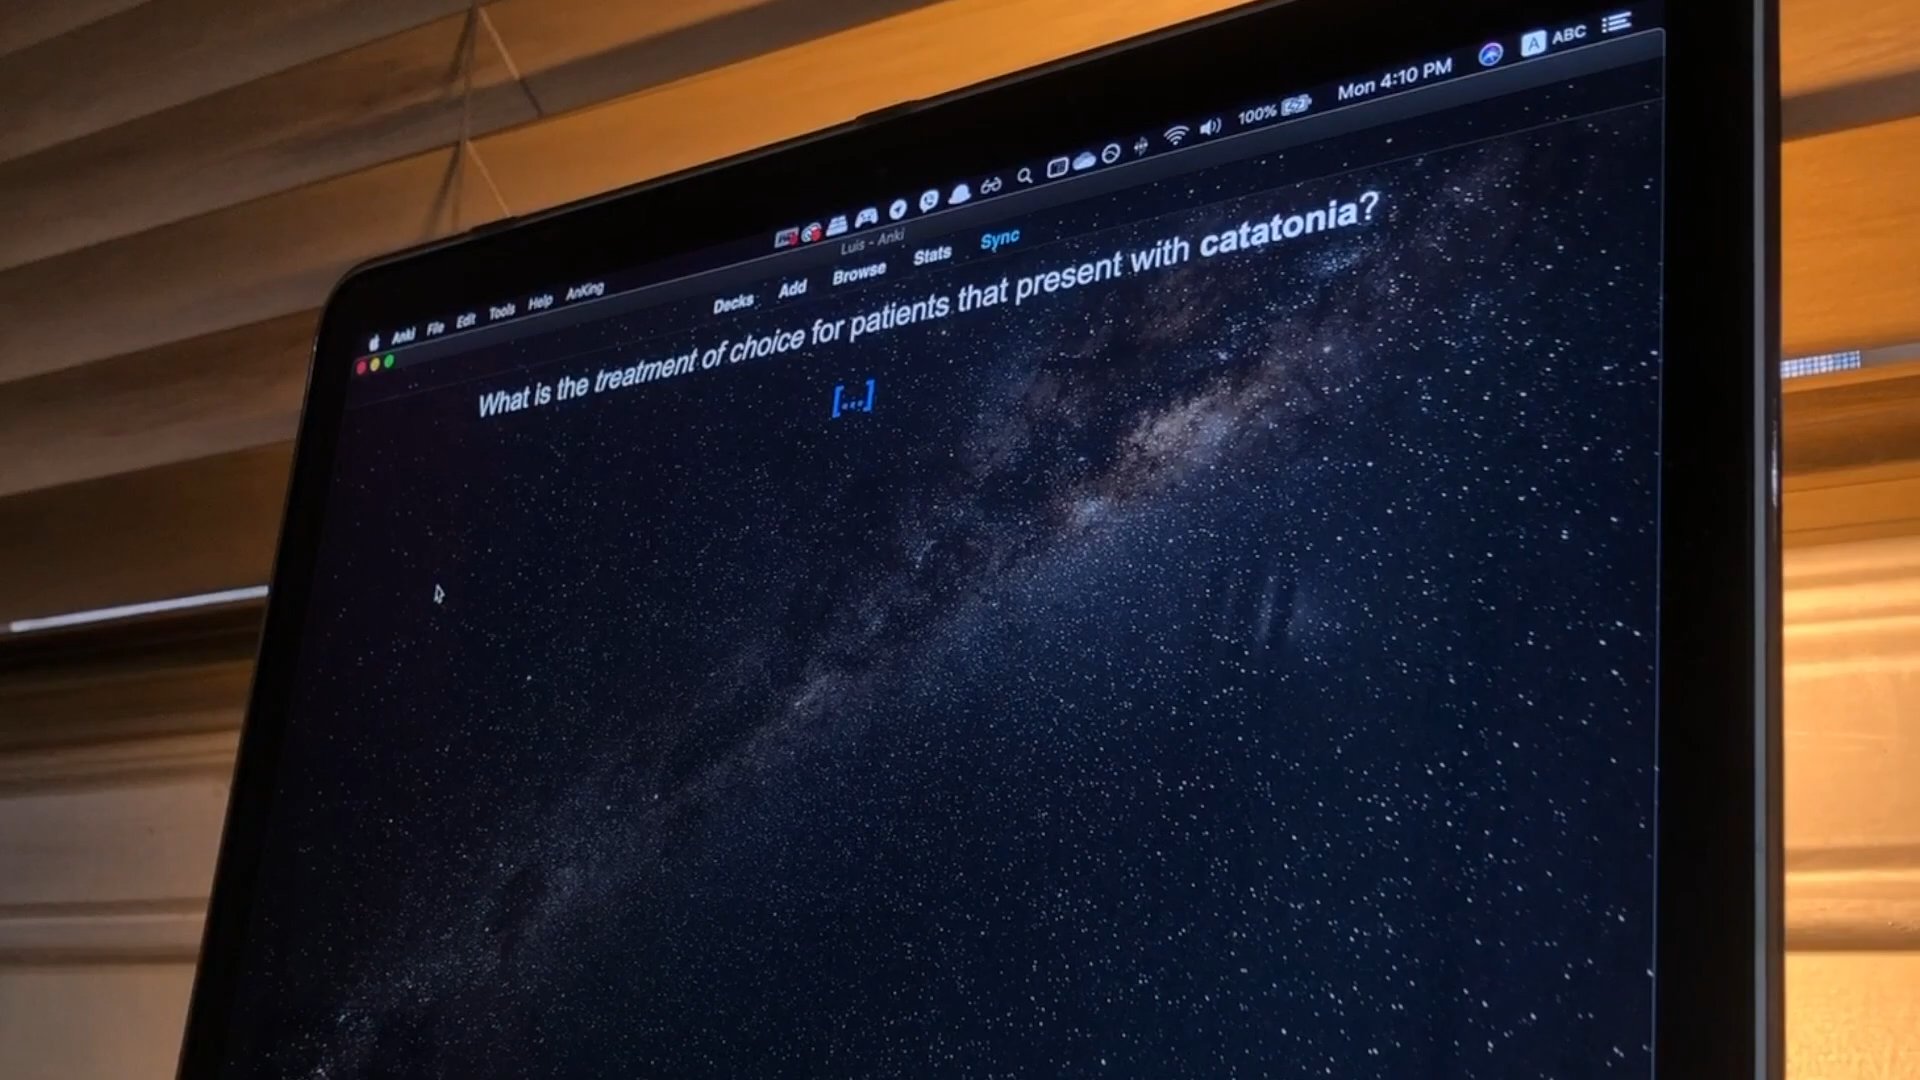 Anki File Edit Tools Help AnKing 100% Mon 4:10 PM A ABC
Luis - Anki
Decks Add Browse Stats Sync
What is the treatment of choice for patients that present with catatonia?
[...]